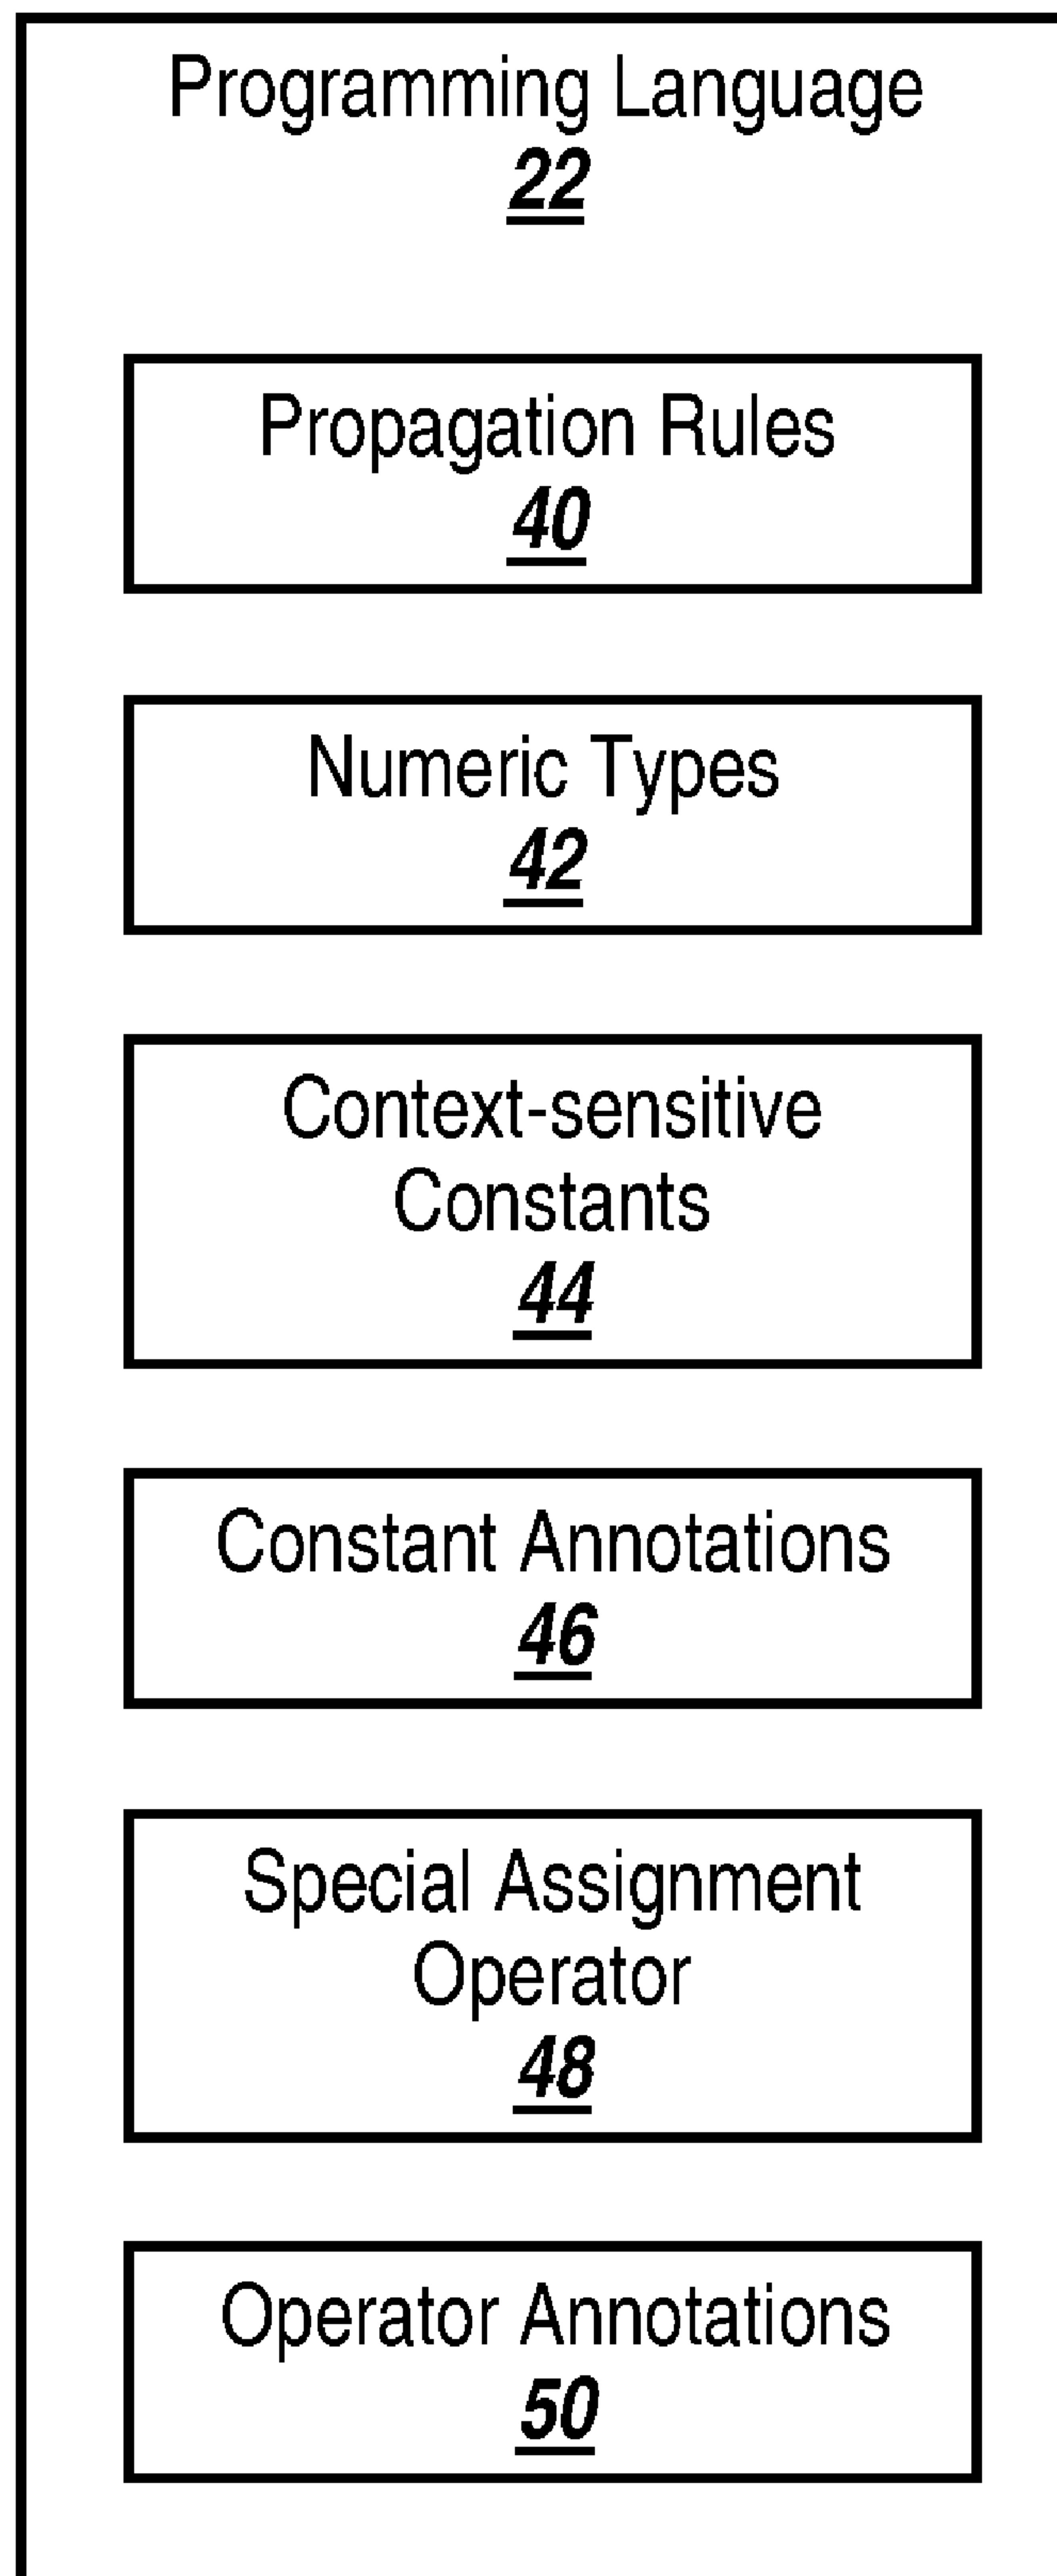 Programming Language
22
Propagation Rules
40
Numeric Types
42
Context-sensitive
Constants
44
Constant Annotations
46
Special Assignment
Operator
48
Operator Annotations
50